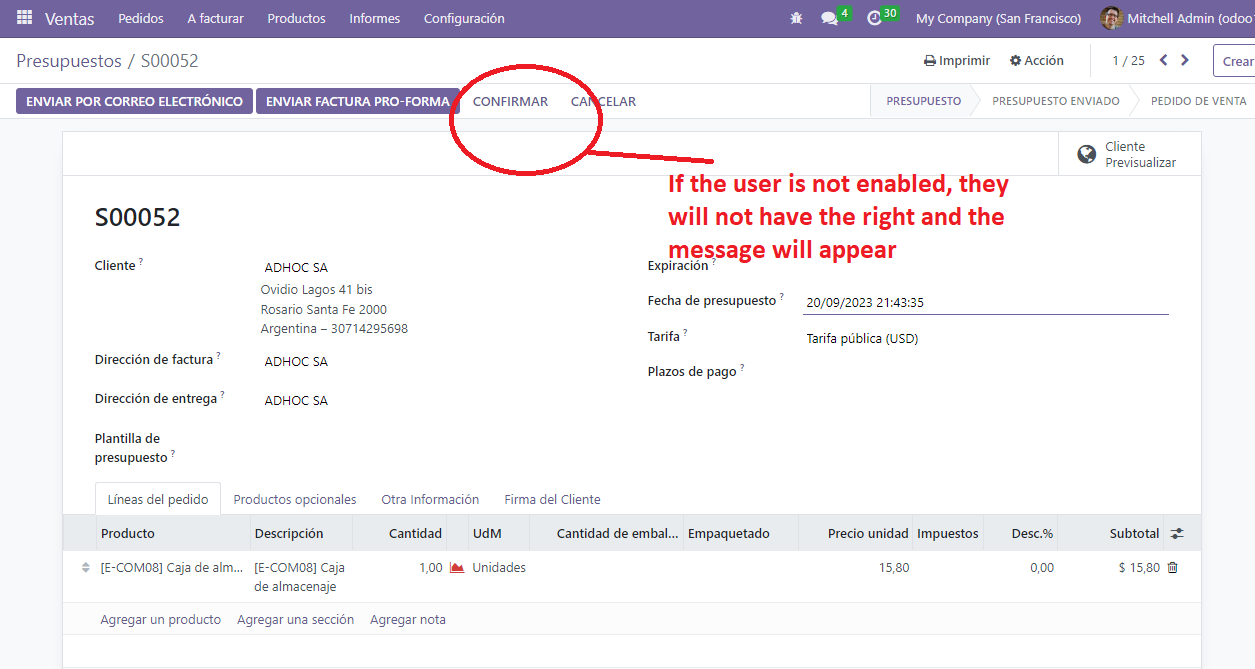 Ventas Pedidos A facturar Productos Informes Configuración 4 30 My Company (San Francisco) Mitchell Admin (odoo
Presupuestos / S00052 Imprimir Acción 1 / 25 Crear
ENVIAR POR CORREO ELECTRÓNICO ENVIAR FACTURA PRO-FORMA CONFIRMAR CANCELAR PRESUPUESTO PRESUPUESTO ENVIADO PEDIDO DE VENTA
Cliente
Previsualizar
If the user is not enabled, they
will not have the right and the
message will appear
S00052
Cliente ? ADHOC SA
Ovidio Lagos 41 bis
Rosario Santa Fe 2000
Argentina – 30714295698
Dirección de factura ? ADHOC SA
Dirección de entrega ? ADHOC SA
Plantilla de
presupuesto ?
Expiración ?
Fecha de presupuesto ? 20/09/2023 21:43:35
Tarifa ? Tarifa pública (USD)
Plazos de pago ?
Líneas del pedido Productos opcionales Otra Información Firma del Cliente
Producto Descripción Cantidad UdM Cantidad de embal... Empaquetado Precio unidad Impuestos Desc.% Subtotal
[E-COM08] Caja de alm... [E-COM08] Caja 1,00 Unidades 15,80 0,00 $ 15,80
de almacenaje
Agregar un producto Agregar una sección Agregar nota